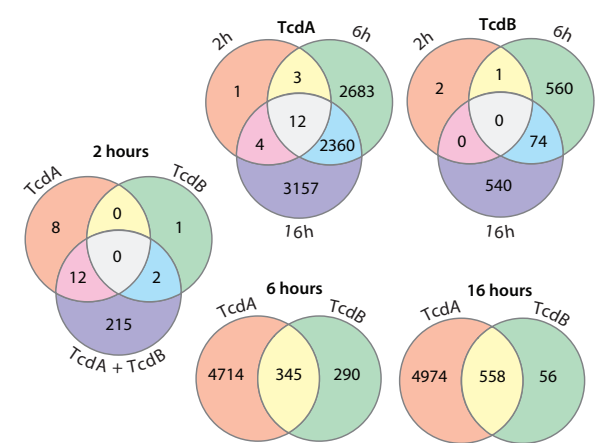 TcdA
2h
6h
3
1
2683
12
4
2360
3157
16h
TcdB
2h
6h
1
2
560
0
0
74
540
16h
2 hours
TcdA
TcdB
0
8
1
0
12
2
215
TcdA + TcdB
6 hours
TcdA
TcdB
4714
345
290
16 hours
TcdA
TcdB
4974
558
56